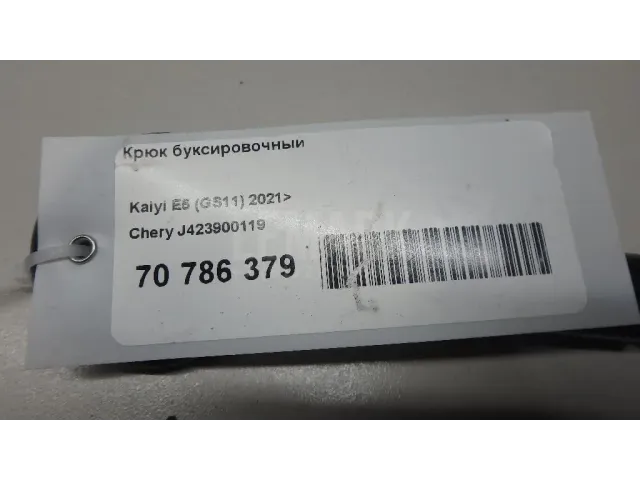 Крюк буксировочный
Kaiyi E5 (GS11) 2021>
Chery J423900119
70 786 379